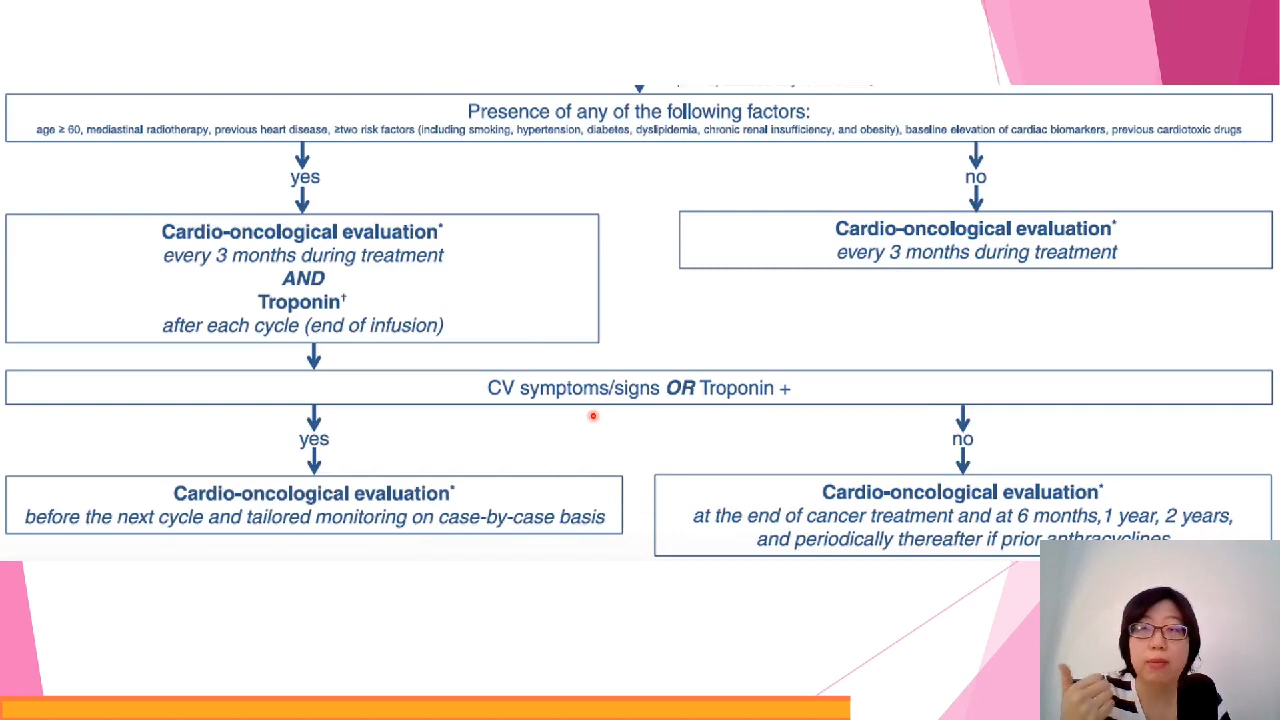 Presence of any of the following factors:
age ≥ 60, mediastinal radiotherapy, previous heart disease, ≥two risk factors (including smoking, hypertension, diabetes, dyslipidemia, chronic renal insufficiency, and obesity), baseline elevation of cardiac biomarkers, previous cardiotoxic drugs
yes
no
Cardio-oncological evaluation*
every 3 months during treatment
AND
Troponin†
after each cycle (end of infusion)
Cardio-oncological evaluation*
every 3 months during treatment
CV symptoms/signs OR Troponin +
yes
no
Cardio-oncological evaluation*
before the next cycle and tailored monitoring on case-by-case basis
Cardio-oncological evaluation*
at the end of cancer treatment and at 6 months,1 year, 2 years,
and periodically thereafter if prior anthracyclines